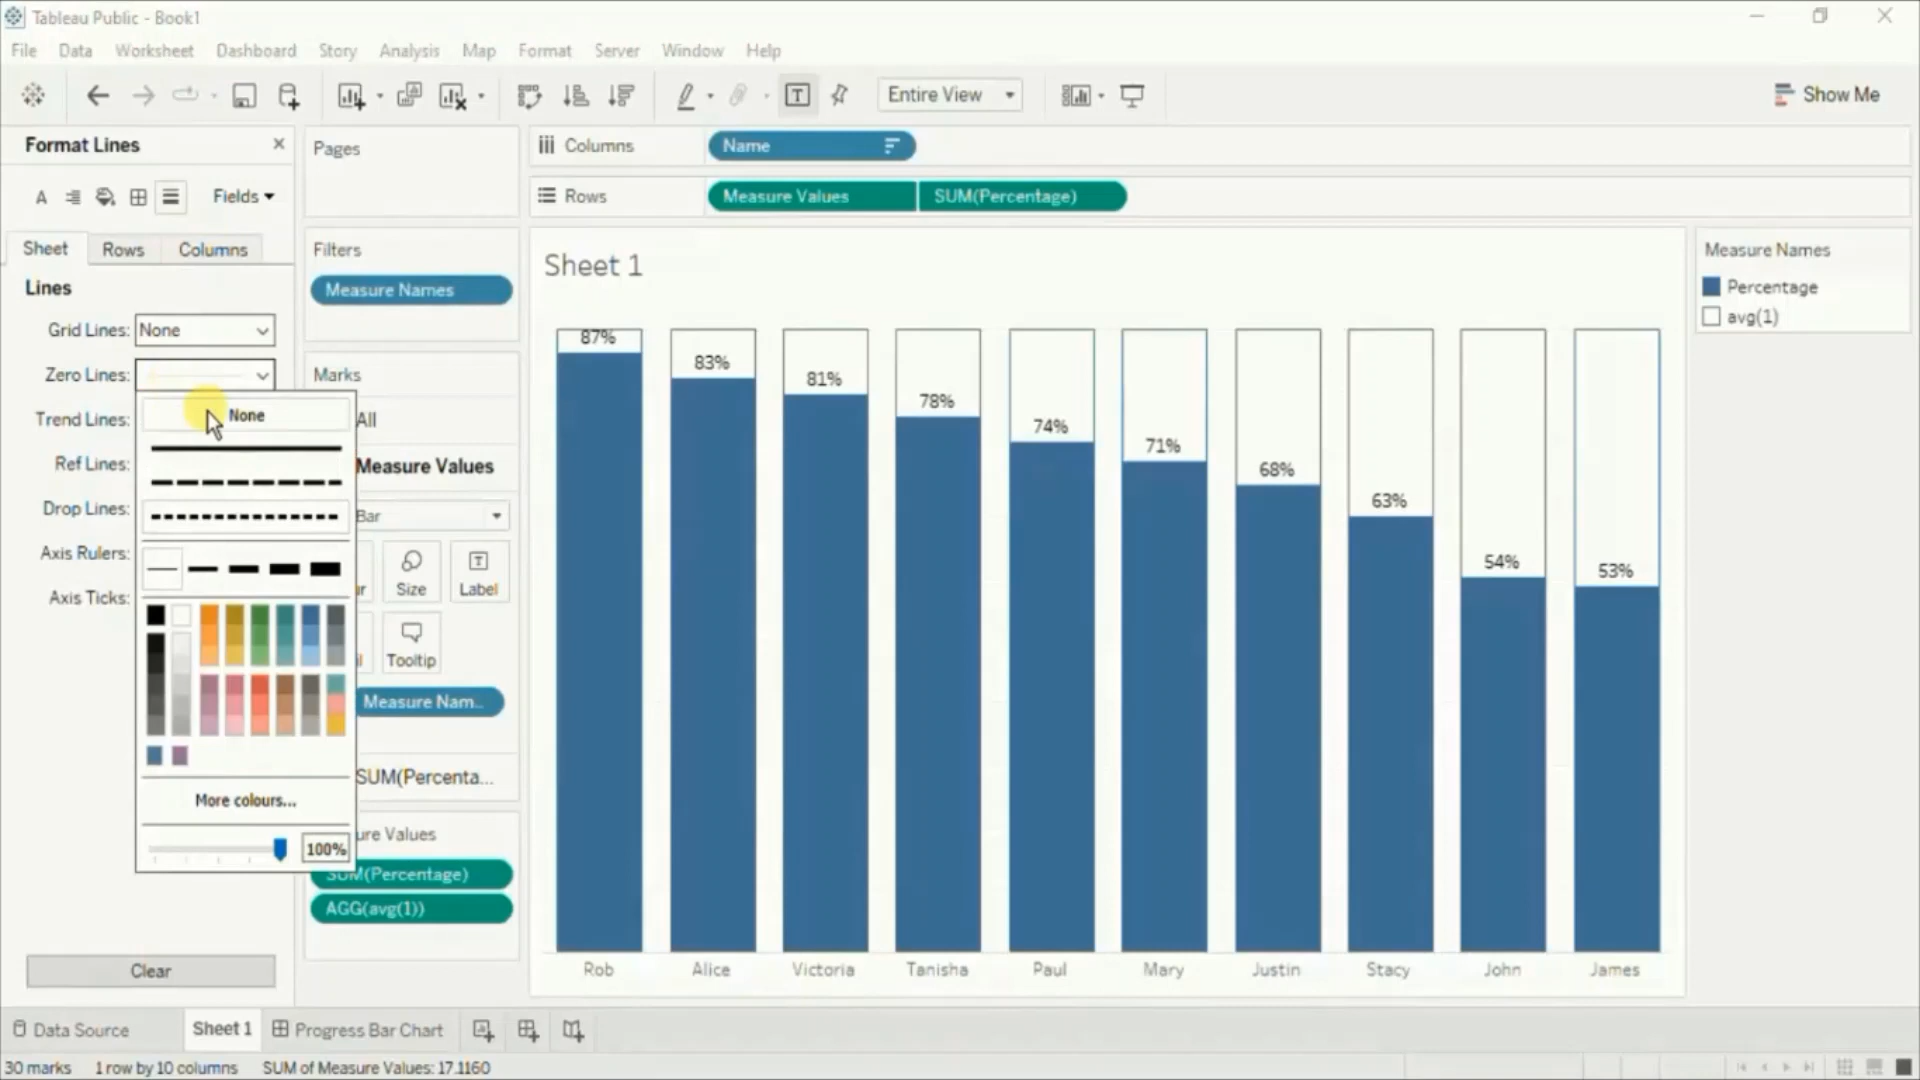 Tableau Public - Book1
File Data Worksheet Dashboard Story Analysis Map Format Server Window Help
Entire View
Show Me
Format Lines
Fields
Sheet Rows Columns
Lines
Grid Lines: None
Zero Lines:
None
Trend Lines:
Ref Lines:
Drop Lines:
Axis Rulers:
Axis Ticks:
More colours...
100%
Clear
Pages
Filters
Measure Names
Marks
All
Measure Values
Bar
Size
Label
Tooltip
Measure Nam..
SUM(Percenta...
ure Values
SUM(Percentage)
AGG(avg(1))
Columns Name
Rows Measure Values SUM(Percentage)
Sheet 1
87% 83% 81% 78% 74% 71% 68% 63% 54% 53%
Rob Alice Victoria Tanisha Paul Mary Justin Stacy John James
Measure Names
Percentage
avg(1)
Data Source Sheet 1 Progress Bar Chart
30 marks 1 row by 10 columns SUM of Measure Values: 17.1160